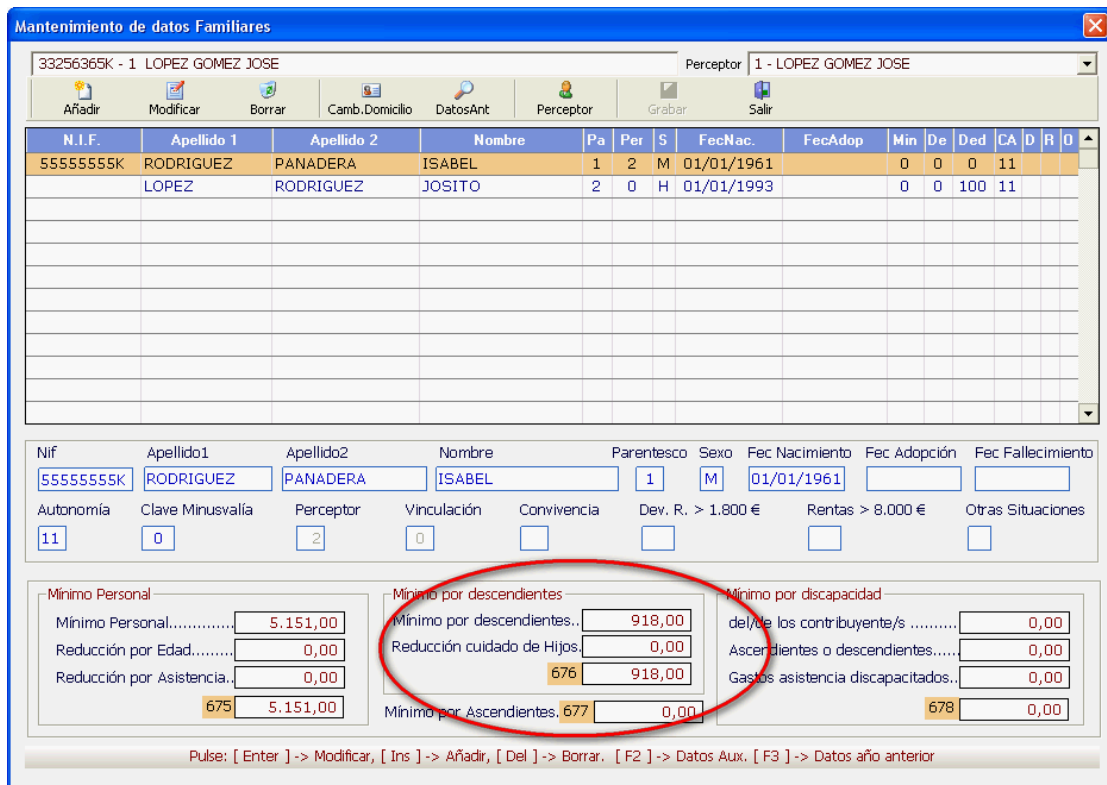 Mantenimiento de datos Familiares
33256365K - 1 LOPEZ GOMEZ JOSE Perceptor 1 - LOPEZ GOMEZ JOSE
Añadir Modificar Borrar Camb.Domicilio DatosAnt Perceptor Grabar Salir
N.I.F. Apellido 1 Apellido 2 Nombre Pa Per S FecNac. FecAdop Min De Ded CA D R O
55555555K RODRIGUEZ PANADERA ISABEL 1 2 M 01/01/1961 0 0 0 11
LOPEZ RODRIGUEZ JOSITO 2 0 H 01/01/1993 0 0 100 11
Nif Apellido1 Apellido2 Nombre Parentesco Sexo Fec Nacimiento Fec Adopción Fec Fallecimiento
55555555K RODRIGUEZ PANADERA ISABEL 1 M 01/01/1961
Autonomía Clave Minusvalía Perceptor Vinculación Convivencia Dev. R. > 1.800 € Rentas > 8.000 € Otras Situaciones
11 0 2 0
Mínimo Personal Mínimo por descendientes Mínimo por discapacidad
Mínimo Personal.............. 5.151,00 Mínimo por descendientes.. 918,00 del/de los contribuyente/s .......... 0,00
Reducción por Edad......... 0,00 Reducción cuidado de Hijos. 0,00 Ascendientes o descendientes...... 0,00
Reducción por Asistencia.. 0,00 676 918,00 Gastos asistencia discapacitados.. 0,00
675 5.151,00 Mínimo por Ascendientes. 677 0,00 678 0,00
Pulse: [ Enter ] -> Modificar, [ Ins ] -> Añadir, [ Del ] -> Borrar. [ F2 ] -> Datos Aux. [ F3 ] -> Datos año anterior